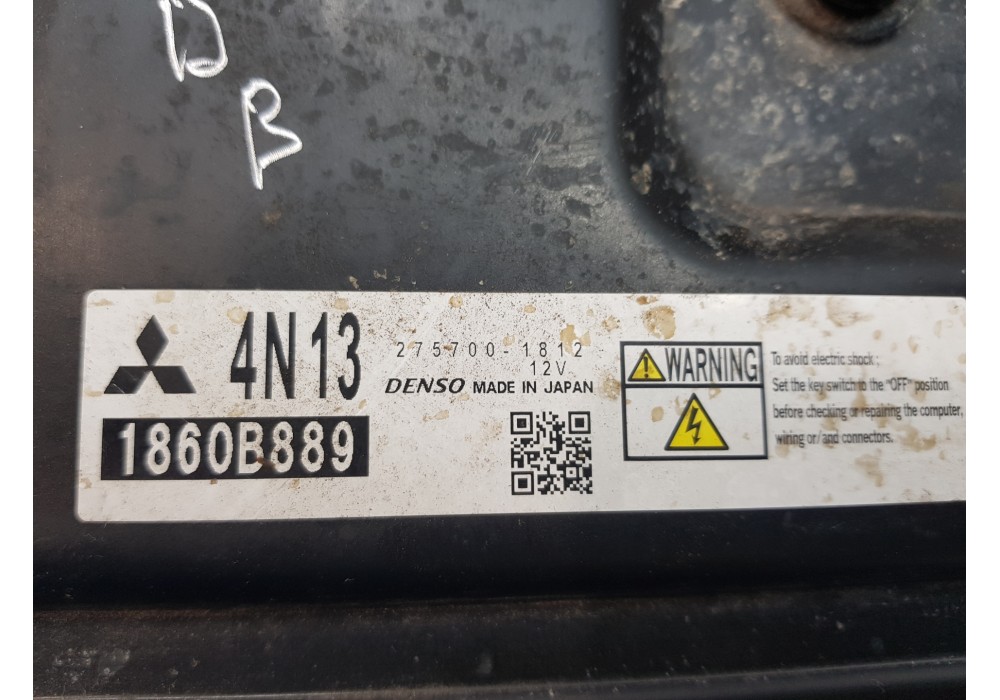 D
B
4N13
1860B889
275700-1812
12V
DENSO MADE IN JAPAN
WARNING
To avoid electric shock ;
Set the key switch to the "OFF" position
before checking or repairing the computer,
wiring or/and connectors.